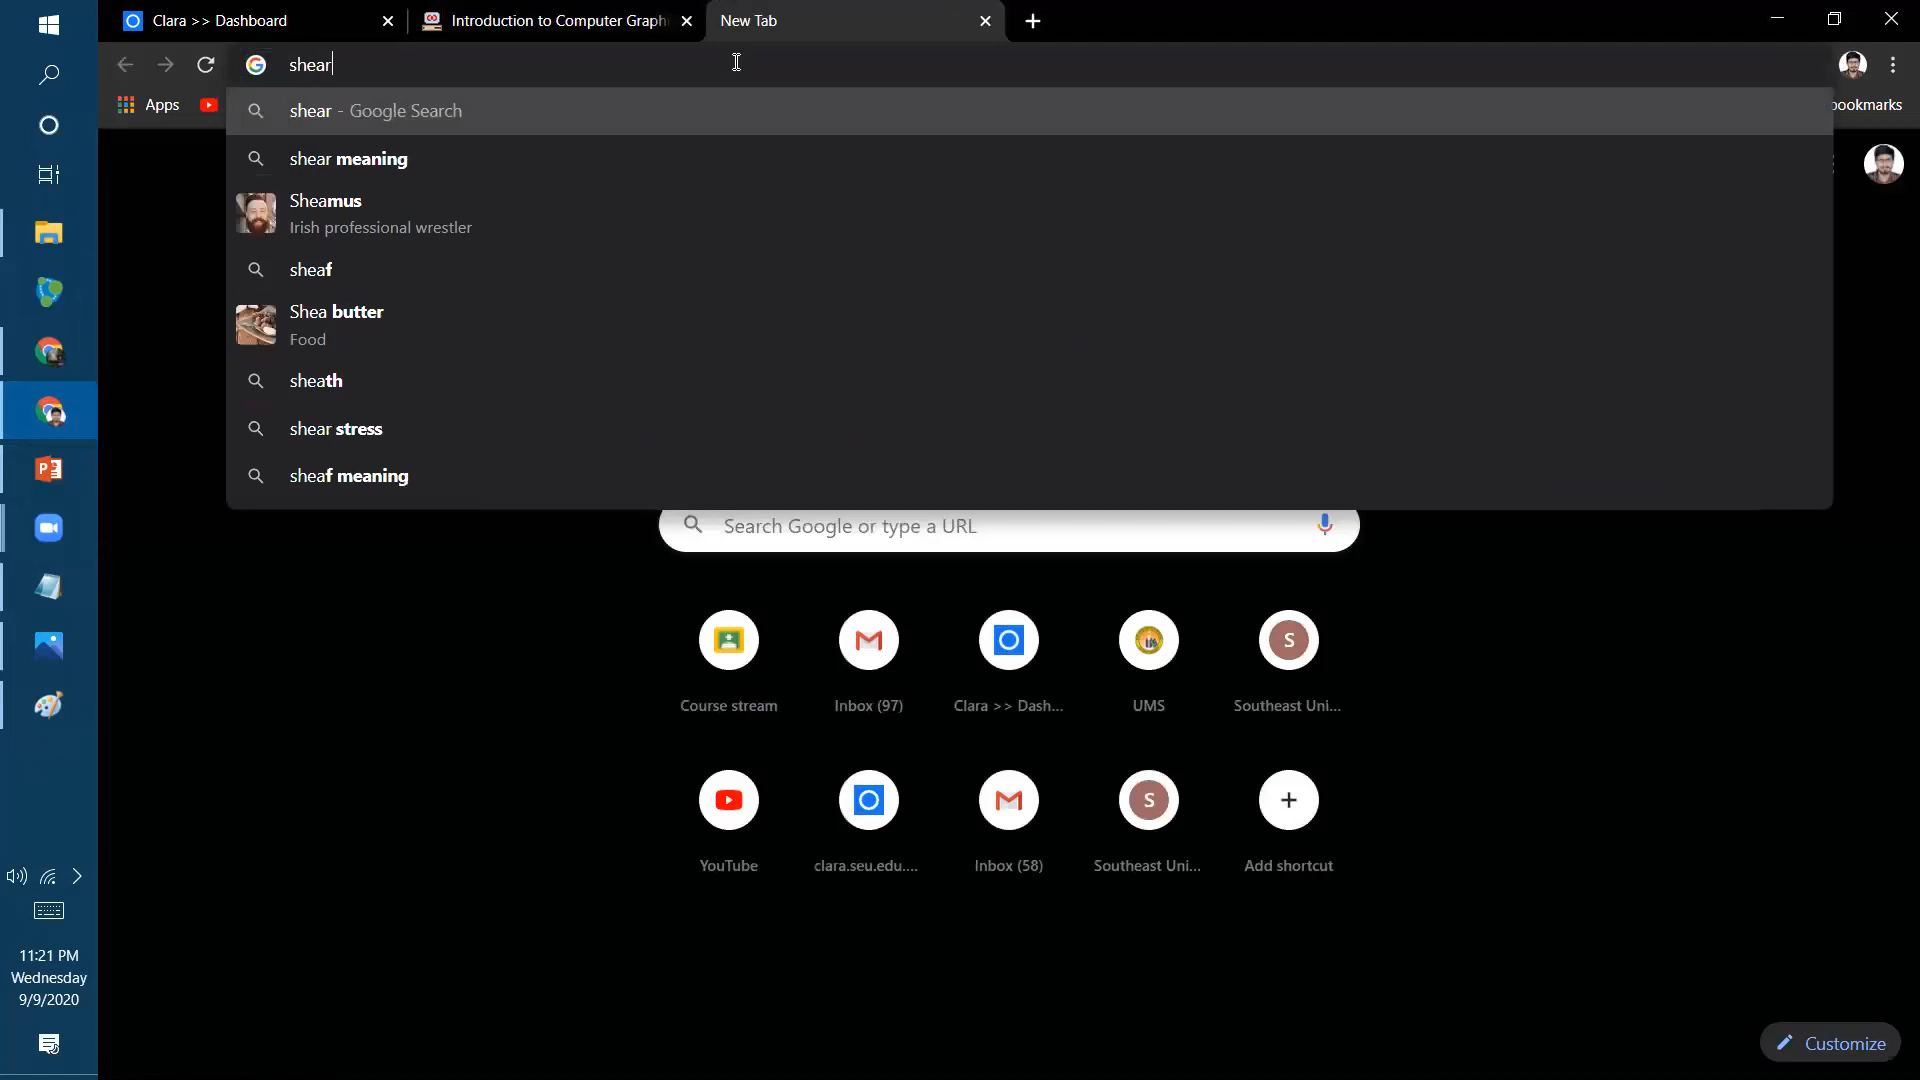 Clara >> Dashboard
Introduction to Computer Graph
New Tab
shear
Apps
bookmarks
shear - Google Search
shear meaning
Sheamus
Irish professional wrestler
sheaf
Shea butter
Food
sheath
shear stress
sheaf meaning
Search Google or type a URL
Course stream
Inbox (97)
Clara >> Dash...
UMS
S
Southeast Uni...
YouTube
clara.seu.edu....
Inbox (58)
S
Southeast Uni...
Add shortcut
11:21 PM
Wednesday
9/9/2020
Customize